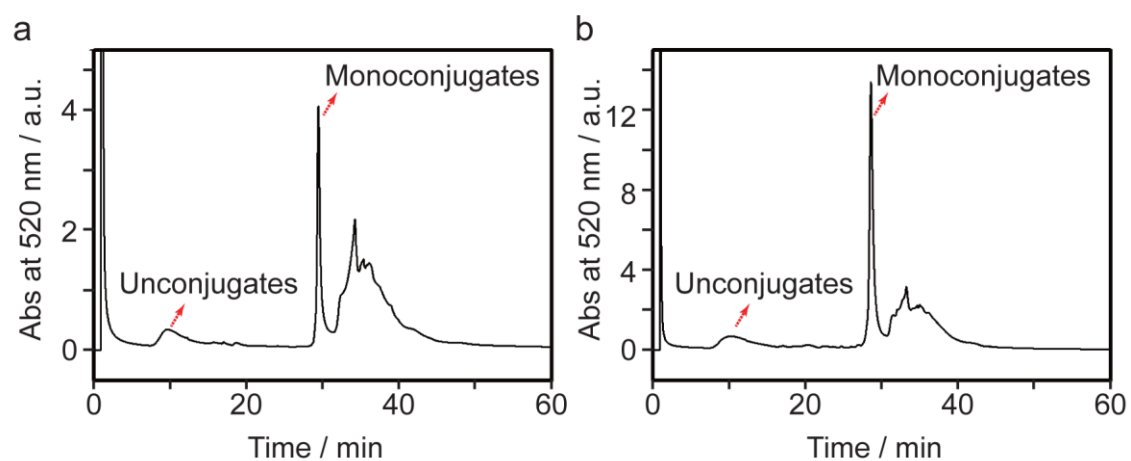 a
Monoconjugates
Unconjugates
Abs at 520 nm / a.u.
4
2
0
0
20
40
60
Time / min
b
Monoconjugates
Unconjugates
Abs at 520 nm / a.u.
12
8
4
0
0
20
40
60
Time / min